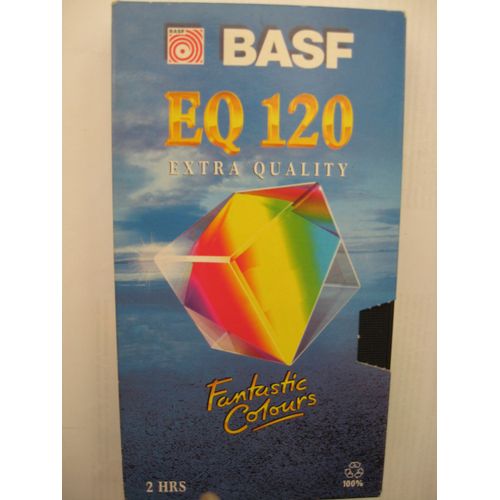 BASF
BASF
EQ 120
EXTRA QUALITY
Fantastic
Colours
2 HRS
100%